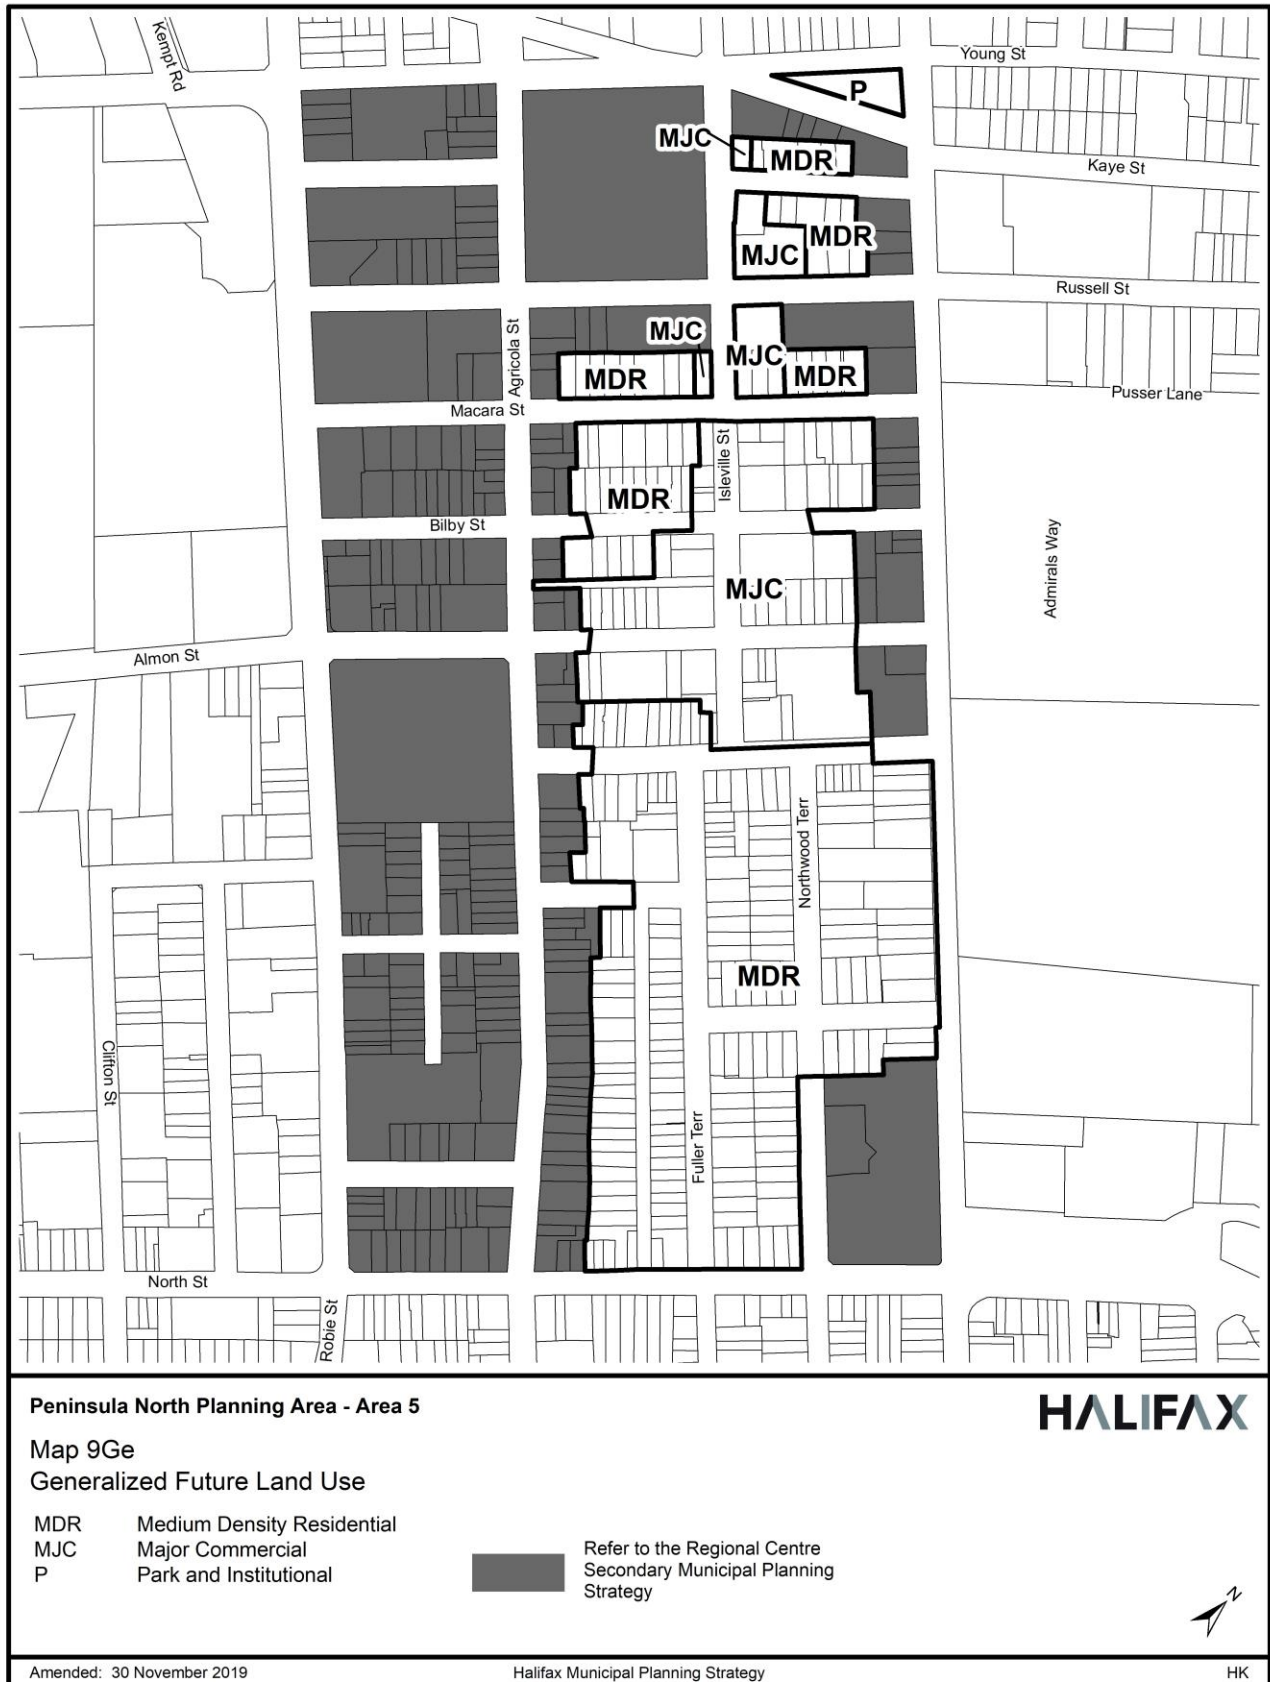 Kempt Rd
Young St
P
MJC
MDR
Kaye St
MDR
MJC
Russell St
Agricola St
MJC
MJC
MDR
MDR
Pusser Lane
Macara St
Isleville St
MDR
Bilby St
Admirals Way
MJC
Almon St
Northwood Terr
MDR
Clifton St
Fuller Terr
North St
Robie St
Peninsula North Planning Area - Area 5
HALIFAX
Map 9Ge
Generalized Future Land Use
MDR Medium Density Residential
MJC Major Commercial
P Park and Institutional
Refer to the Regional Centre
Secondary Municipal Planning
Strategy
N
Amended: 30 November 2019 Halifax Municipal Planning Strategy HK